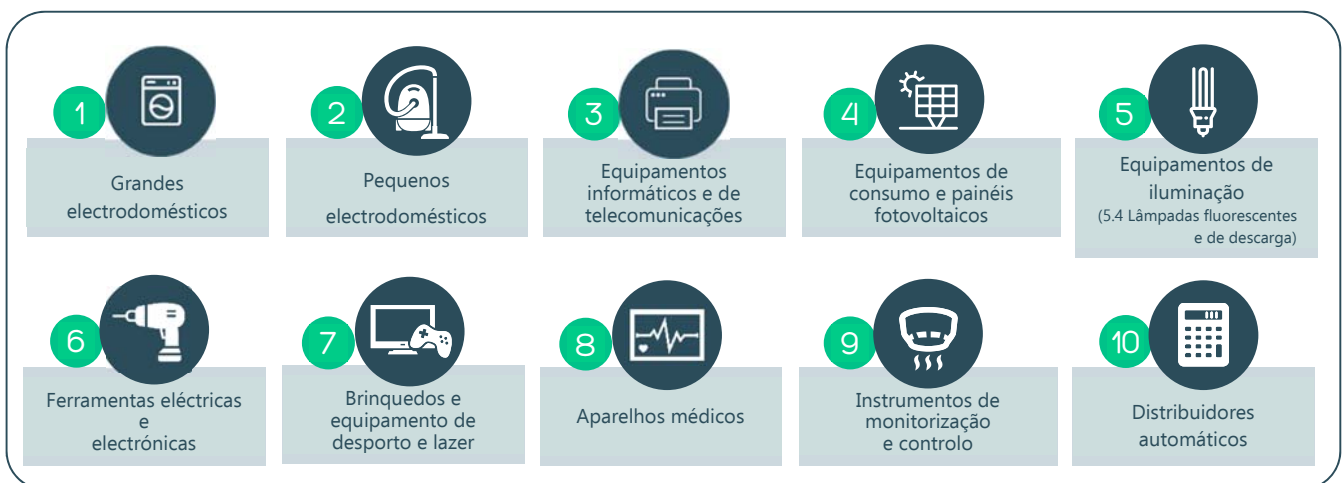 1
Grandes
electrodomésticos
2
Pequenos
electrodomésticos
3
Equipamentos
informáticos e de
telecomunicações
4
Equipamentos de
consumo e painéis
fotovoltaicos
5
Equipamentos de
iluminação
(5.4 Lâmpadas fluorescentes
e de descarga)
6
Ferramentas eléctricas
e
electrónicas
7
Brinquedos e
equipamento de
desporto e lazer
8
Aparelhos médicos
9
Instrumentos de
monitorização
e controlo
10
Distribuidores
automáticos